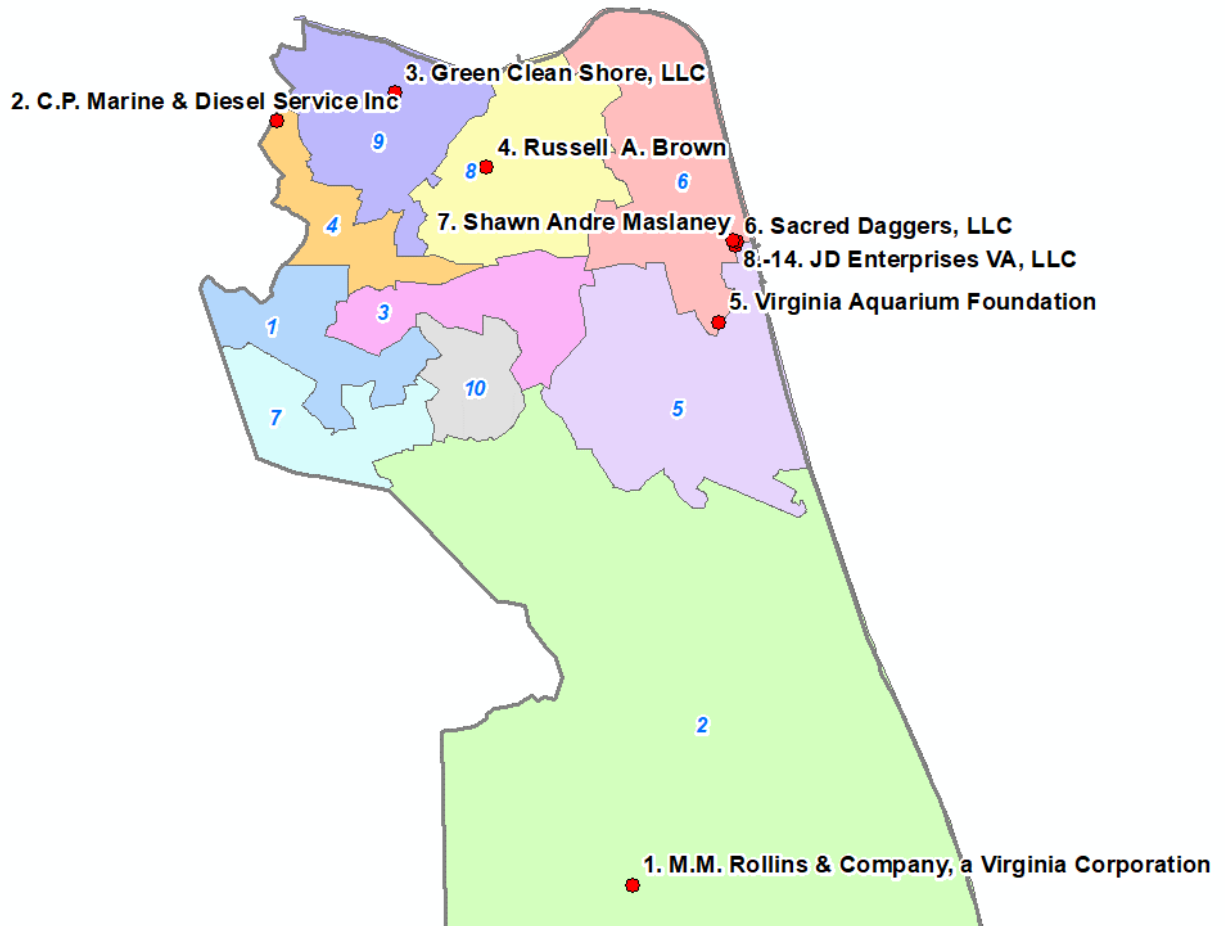 3. Green Clean Shore, LLC
2. C.P. Marine & Diesel Service Inc
9
4. Russell A. Brown
8
6
7. Shawn Andre Maslaney
6. Sacred Daggers, LLC
4
8.-14. JD Enterprises VA, LLC
5. Virginia Aquarium Foundation
3
1
10
5
7
2
1. M.M. Rollins & Company, a Virginia Corporation